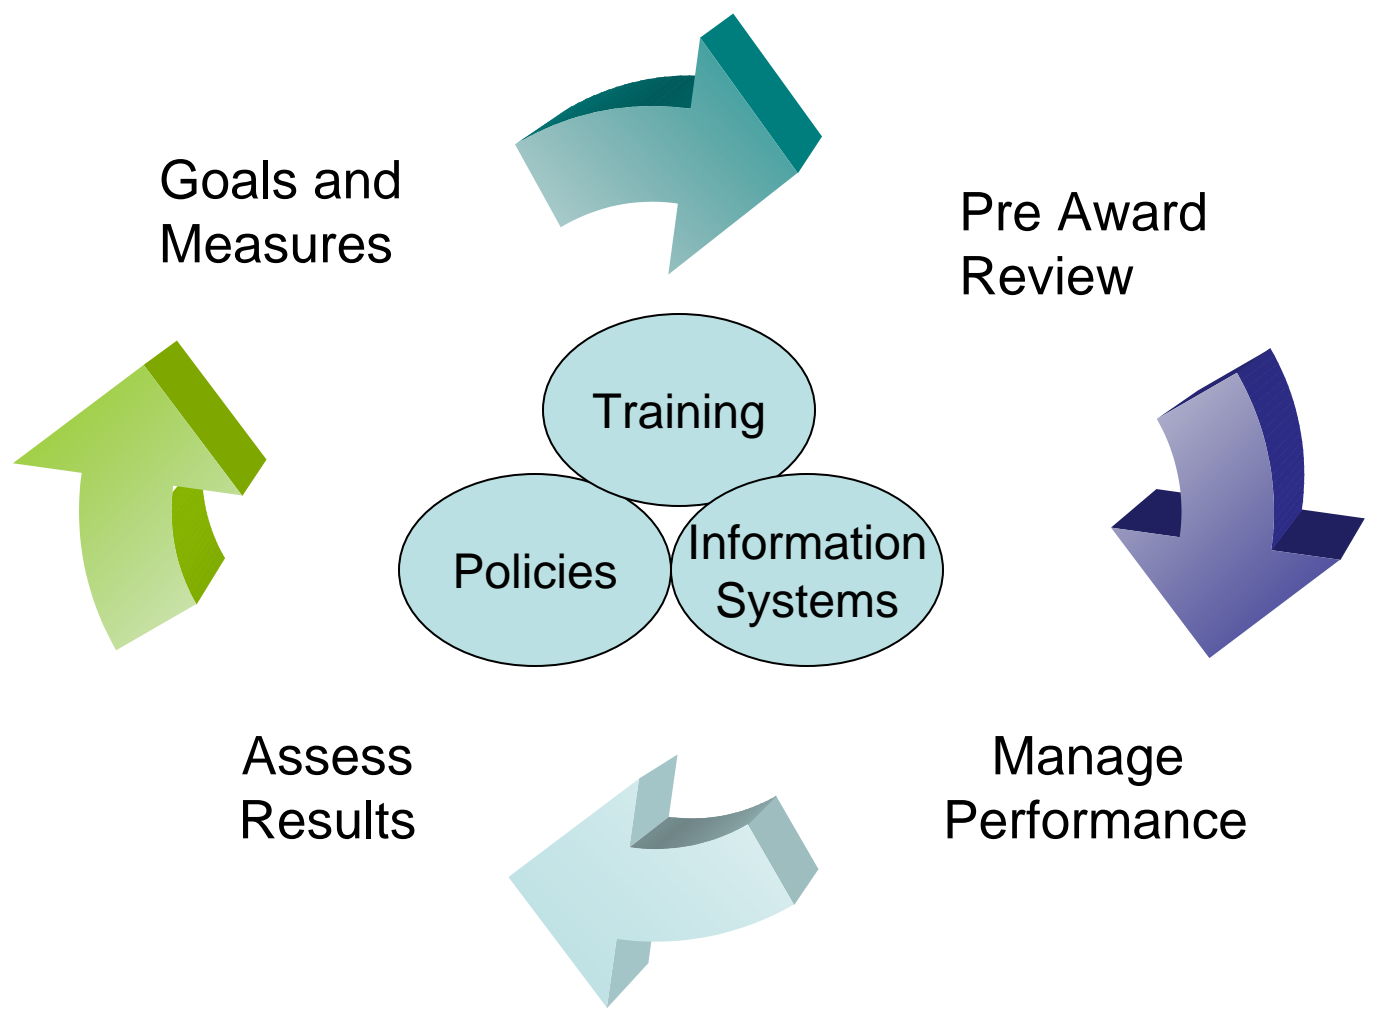 Goals and
Measures
Pre Award
Review
Training
Policies
Information
Systems
Assess
Results
Manage
Performance